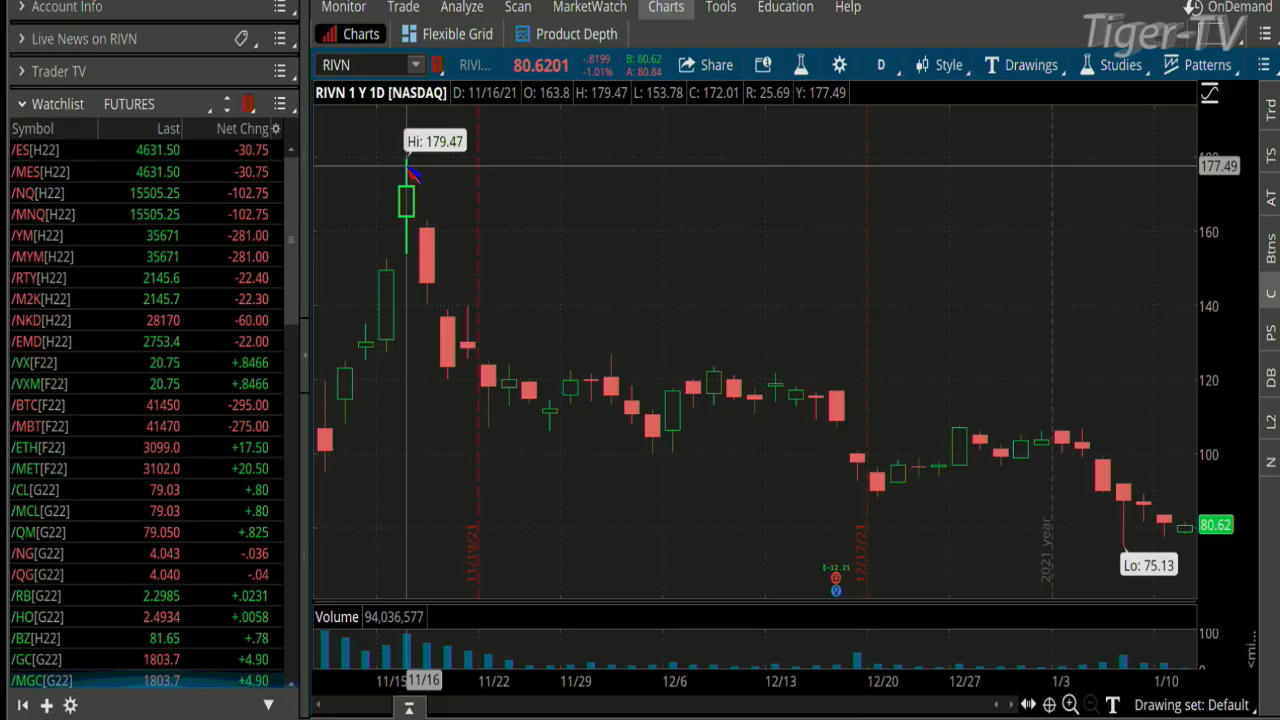 Account Info
Live News on RIVN
Trader TV
Watchlist FUTURES
Symbol Last Net Chng
/ES[H22] 4631.50 -30.75
/MES[H22] 4631.50 -30.75
/NQ[H22] 15505.25 -102.75
/MNQ[H22] 15505.25 -102.75
/YM[H22] 35671 -281.00
/MYM[H22] 35671 -281.00
/RTY[H22] 2145.6 -22.40
/M2K[H22] 2145.7 -22.30
/NKD[H22] 28170 -60.00
/EMD[H22] 2753.4 -22.00
/VX[F22] 20.75 +.8466
/VXM[F22] 20.75 +.8466
/BTC[F22] 41450 -295.00
/MBT[F22] 41470 -275.00
/ETH[F22] 3099.0 +17.50
/MET[F22] 3102.0 +20.50
/CL[G22] 79.03 +.80
/MCL[G22] 79.03 +.80
/QM[G22] 79.050 +.825
/NG[G22] 4.043 -.036
/QG[G22] 4.040 -.04
/RB[G22] 2.2985 +.0231
/HO[G22] 2.4934 +.0058
/BZ[H22] 81.65 +.78
/GC[G22] 1803.7 +4.90
/MGC[G22] 1803.7 +4.90
Monitor Trade Analyze Scan MarketWatch Charts Tools Education Help
OnDemand
Tiger-TV
Charts Flexible Grid Product Depth
RIVN RIVI... 80.6201 -.8199 B: 80.62
-1.01% A: 80.84
Share D Style Drawings Studies Patterns
RIVN 1 Y 1D [NASDAQ] D: 11/16/21 O: 163.8 H: 179.47 L: 153.78 C: 172.01 R: 25.69 Y: 177.49
Hi: 179.47
177.49
160
140
120
100
80.62
Lo: 75.13
11/19/21
12/17/21
2021 year
$-12.21
Volume 94,036,577
100
0
11/15 11/16 11/22 11/29 12/6 12/13 12/20 12/27 1/3 1/10
Drawing set: Default
Trd
TS
AT
Btns
C
PS
DB
L2
N
<mi...